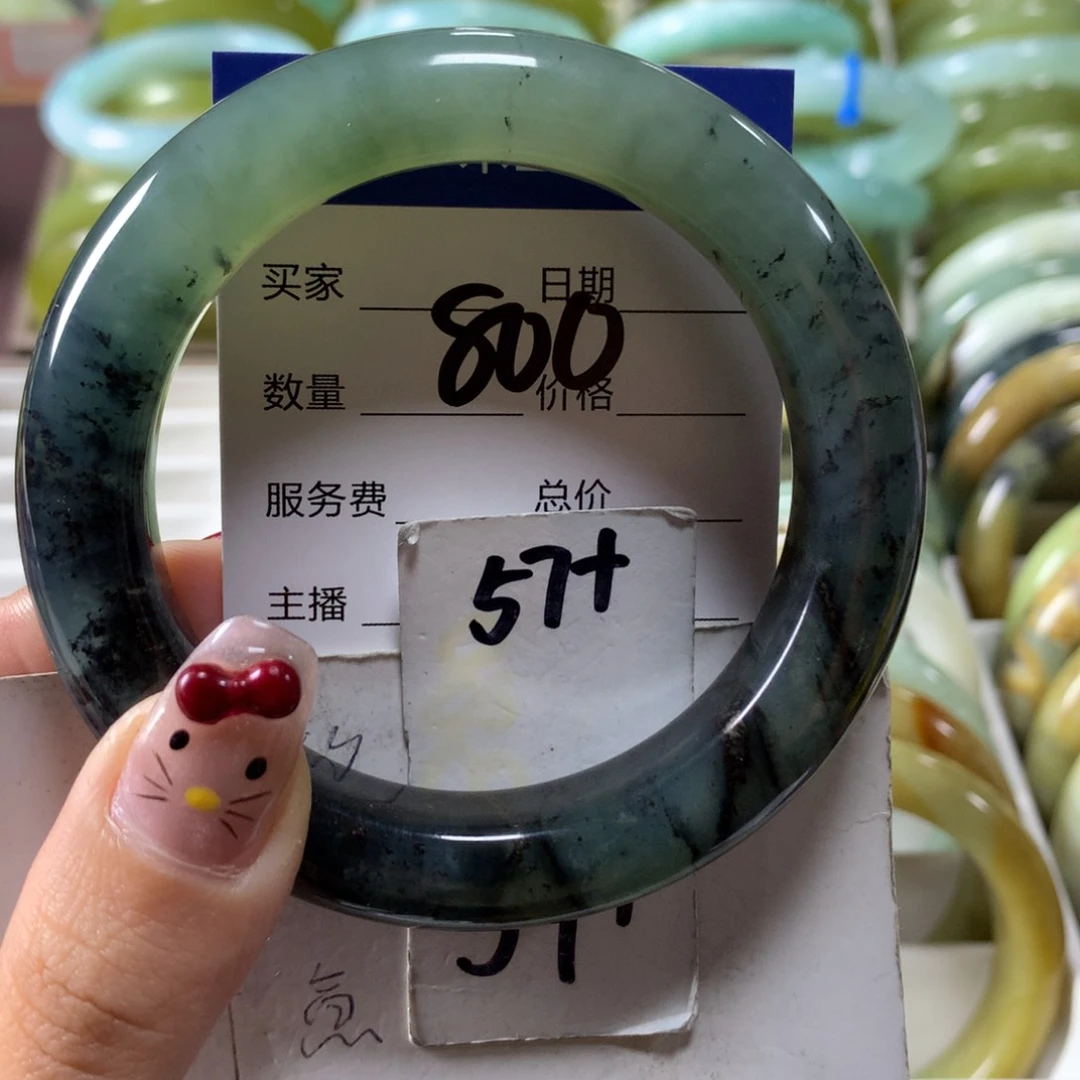 买家 日期
800
数量 价格
服务费 总价
57+
主播